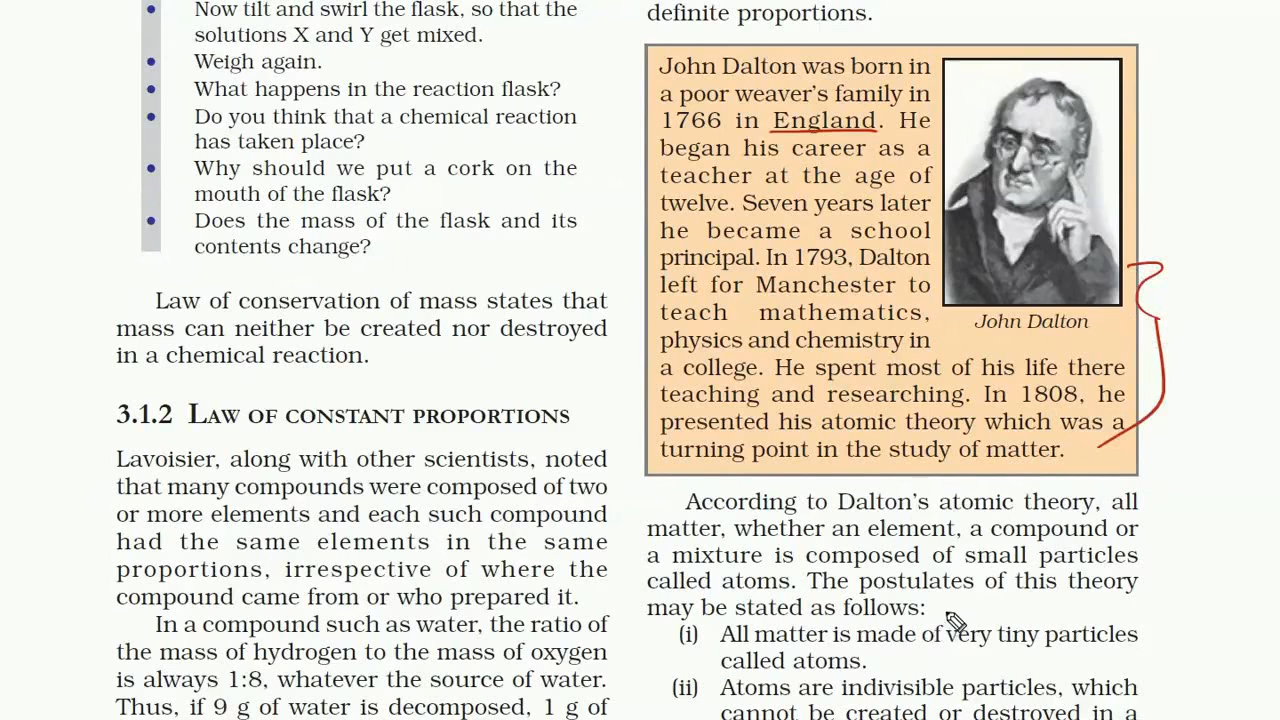 Now tilt and swirl the flask, so that the
solutions X and Y get mixed.
Weigh again.
What happens in the reaction flask?
Do you think that a chemical reaction
has taken place?
Why should we put a cork on the
mouth of the flask?
Does the mass of the flask and its
contents change?
Law of conservation of mass states that
mass can neither be created nor destroyed
in a chemical reaction.
3.1.2 LAW OF CONSTANT PROPORTIONS
Lavoisier, along with other scientists, noted
that many compounds were composed of two
or more elements and each such compound
had the same elements in the same
proportions, irrespective of where the
compound came from or who prepared it.
In a compound such as water, the ratio of
the mass of hydrogen to the mass of oxygen
is always 1:8, whatever the source of water.
Thus, if 9 g of water is decomposed, 1 g of
definite proportions.
John Dalton was born in
a poor weaver's family in
1766 in England. He
began his career as a
teacher at the age of
twelve. Seven years later
he became a school
principal. In 1793, Dalton
left for Manchester to
teach mathematics,
physics and chemistry in
a college. He spent most of his life there
teaching and researching. In 1808, he
presented his atomic theory which was a
turning point in the study of matter.
John Dalton
According to Dalton's atomic theory, all
matter, whether an element, a compound or
a mixture is composed of small particles
called atoms. The postulates of this theory
may be stated as follows:
(i) All matter is made of very tiny particles
called atoms.
(ii) Atoms are indivisible particles, which
cannot be created or destroyed in a